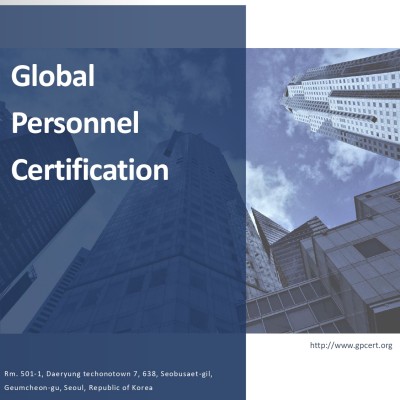 Global
Personnel
Certification
http://www.gpcert.org
Rm. 501-1, Daeryung techonotown 7, 638, Seobusaet-gil,
Geumcheon-gu, Seoul, Republic of Korea